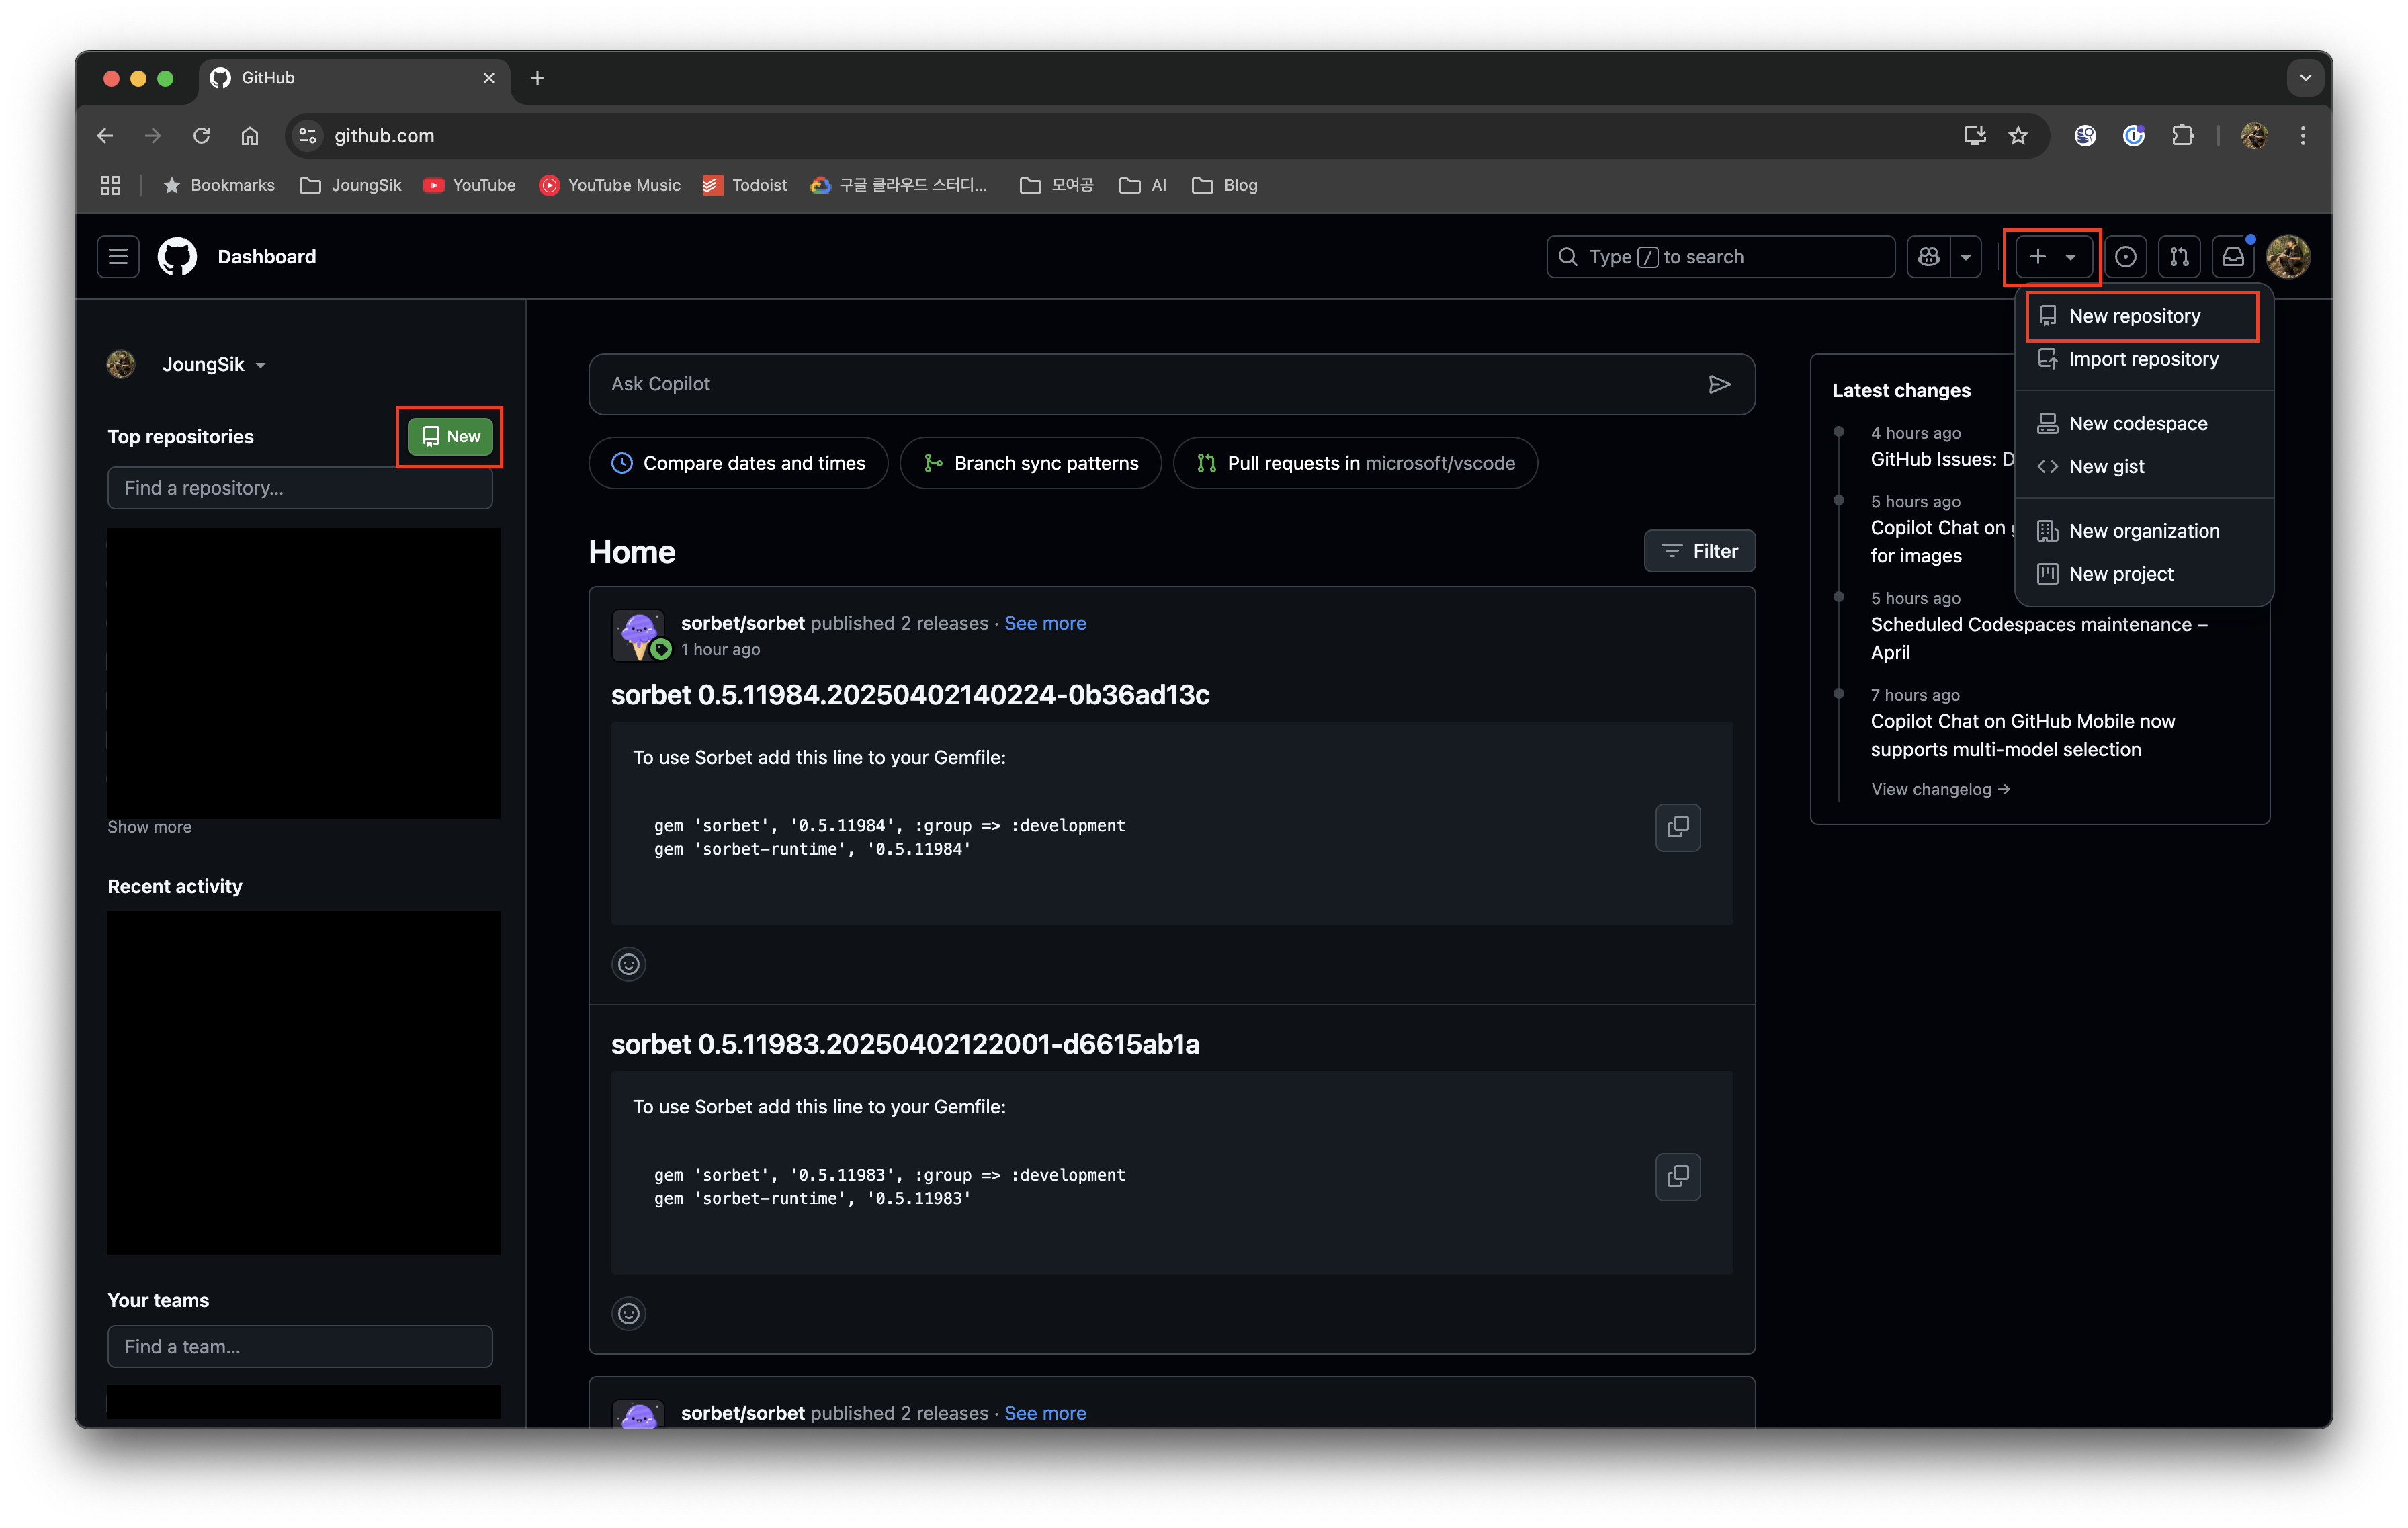 GitHub
github.com
Bookmarks
JoungSik
YouTube
YouTube Music
Todoist
구글 클라우드 스터디...
모여공
AI
Blog
Dashboard
Type / to search
New repository
Import repository
New codespace
New gist
New organization
New project
JoungSik
Top repositories
New
Find a repository...
Show more
Recent activity
Your teams
Find a team...
Ask Copilot
Compare dates and times
Branch sync patterns
Pull requests in microsoft/vscode
Home
Filter
sorbet/sorbet published 2 releases · See more
1 hour ago
sorbet 0.5.11984.20250402140224-0b36ad13c
To use Sorbet add this line to your Gemfile:
gem 'sorbet', '0.5.11984', :group => :development
gem 'sorbet-runtime', '0.5.11984'
sorbet 0.5.11983.20250402122001-d6615ab1a
To use Sorbet add this line to your Gemfile:
gem 'sorbet', '0.5.11983', :group => :development
gem 'sorbet-runtime', '0.5.11983'
sorbet/sorbet published 2 releases · See more
Latest changes
4 hours ago
GitHub Issues:
5 hours ago
Copilot Chat on
for images
5 hours ago
Scheduled Codespaces maintenance –
April
7 hours ago
Copilot Chat on GitHub Mobile now
supports multi-model selection
View changelog →